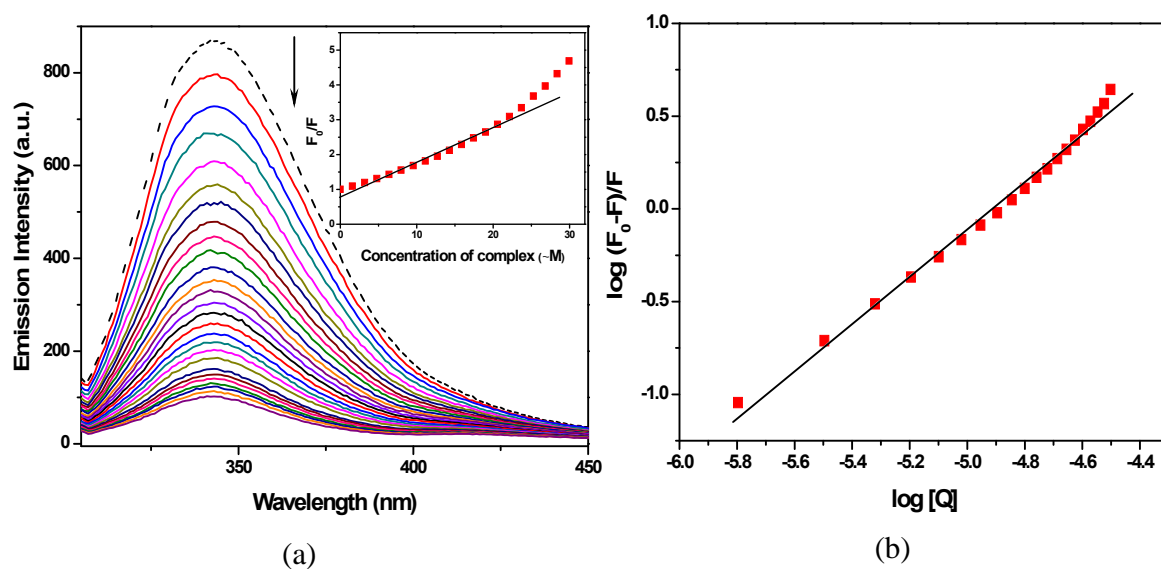 800
600
400
200
0
Emission Intensity (a.u.)
350
400
450
Wavelength (nm)
5
4
3
2
1
0
F₀/F
0
10
20
30
Concentration of complex (~M)
(a)
1.0
0.5
0.0
-0.5
-1.0
log (F₀-F)/F
-6.0 -5.8 -5.6 -5.4 -5.2 -5.0 -4.8 -4.6 -4.4
log [Q]
(b)